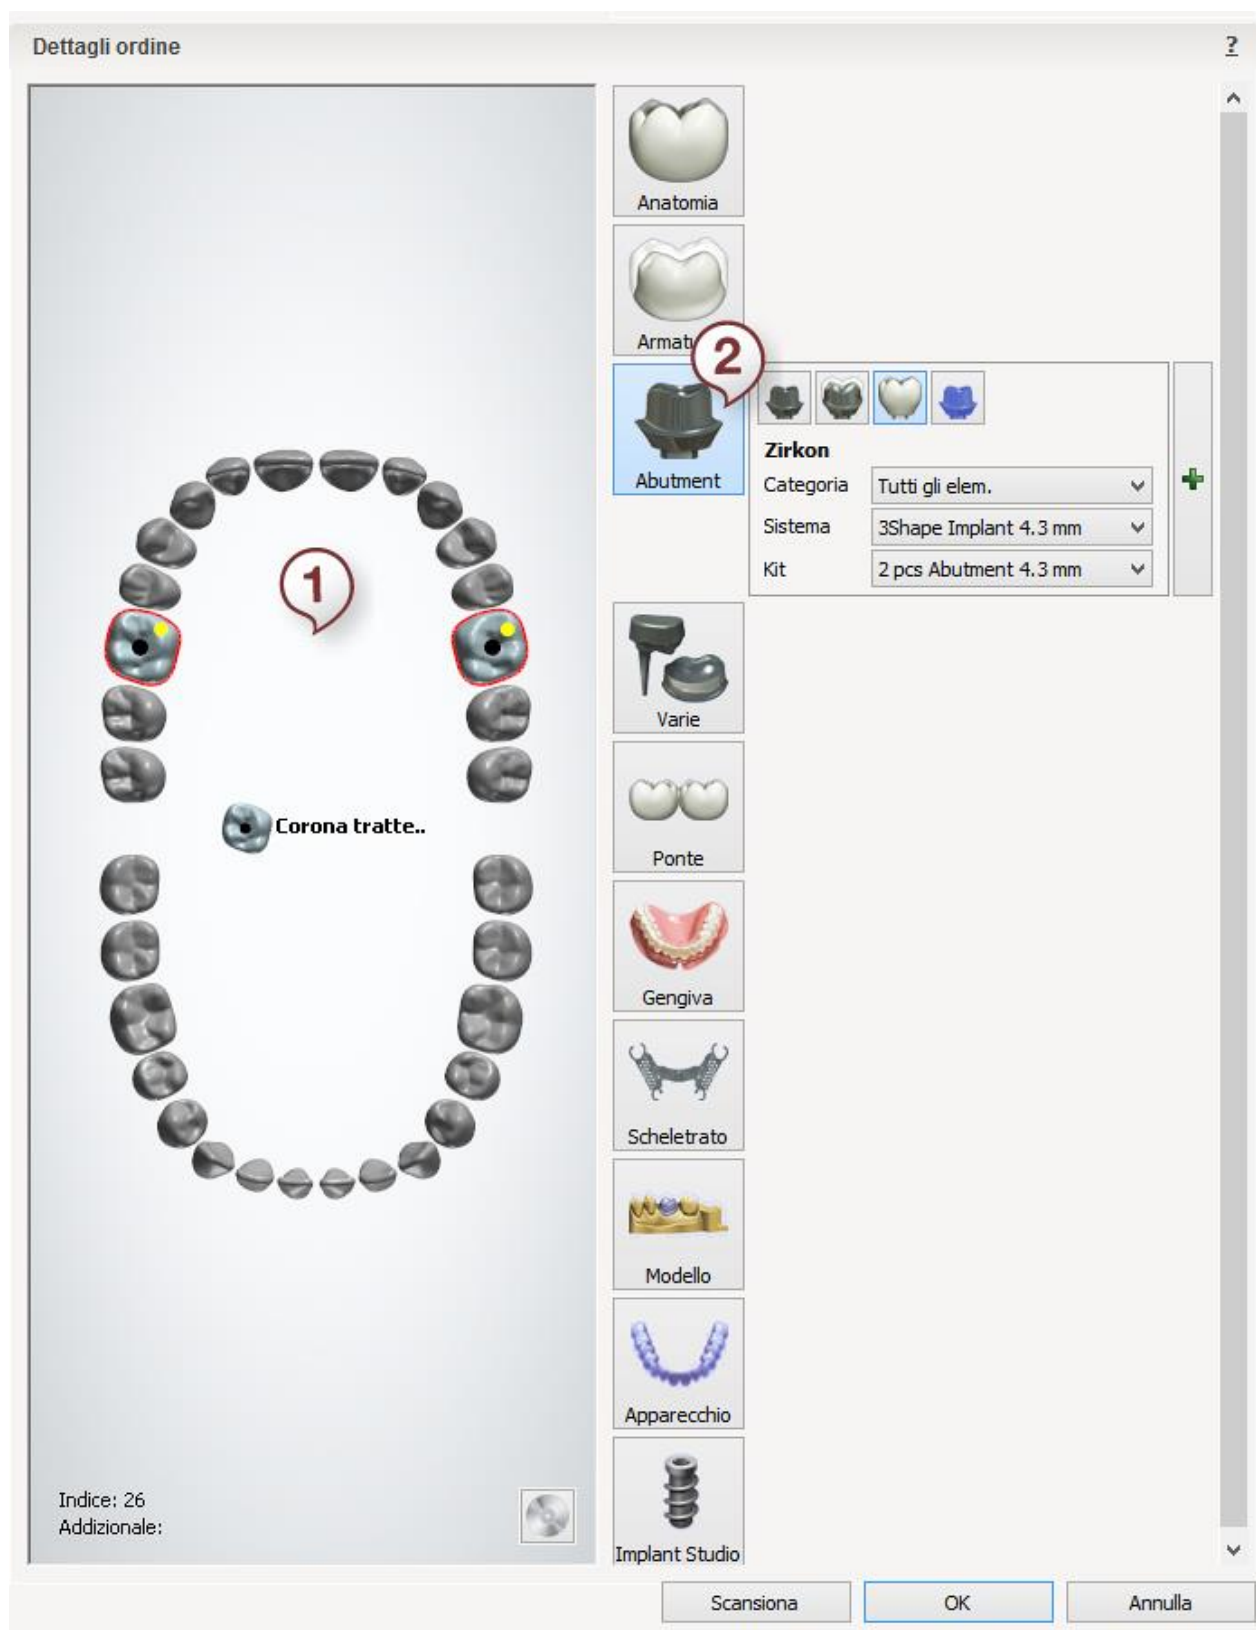 Dettagli ordine ?
Anatomia
2
Abutment
Zirkon
Categoria Tutti gli elem.
Sistema 3Shape Implant 4.3 mm
Kit 2 pcs Abutment 4.3 mm
1
Varie
Corona tratte..
Ponte
Gengiva
Scheletrato
Modello
Apparecchio
Indice: 26
Addizionale:
Implant Studio
Scansiona OK Annulla